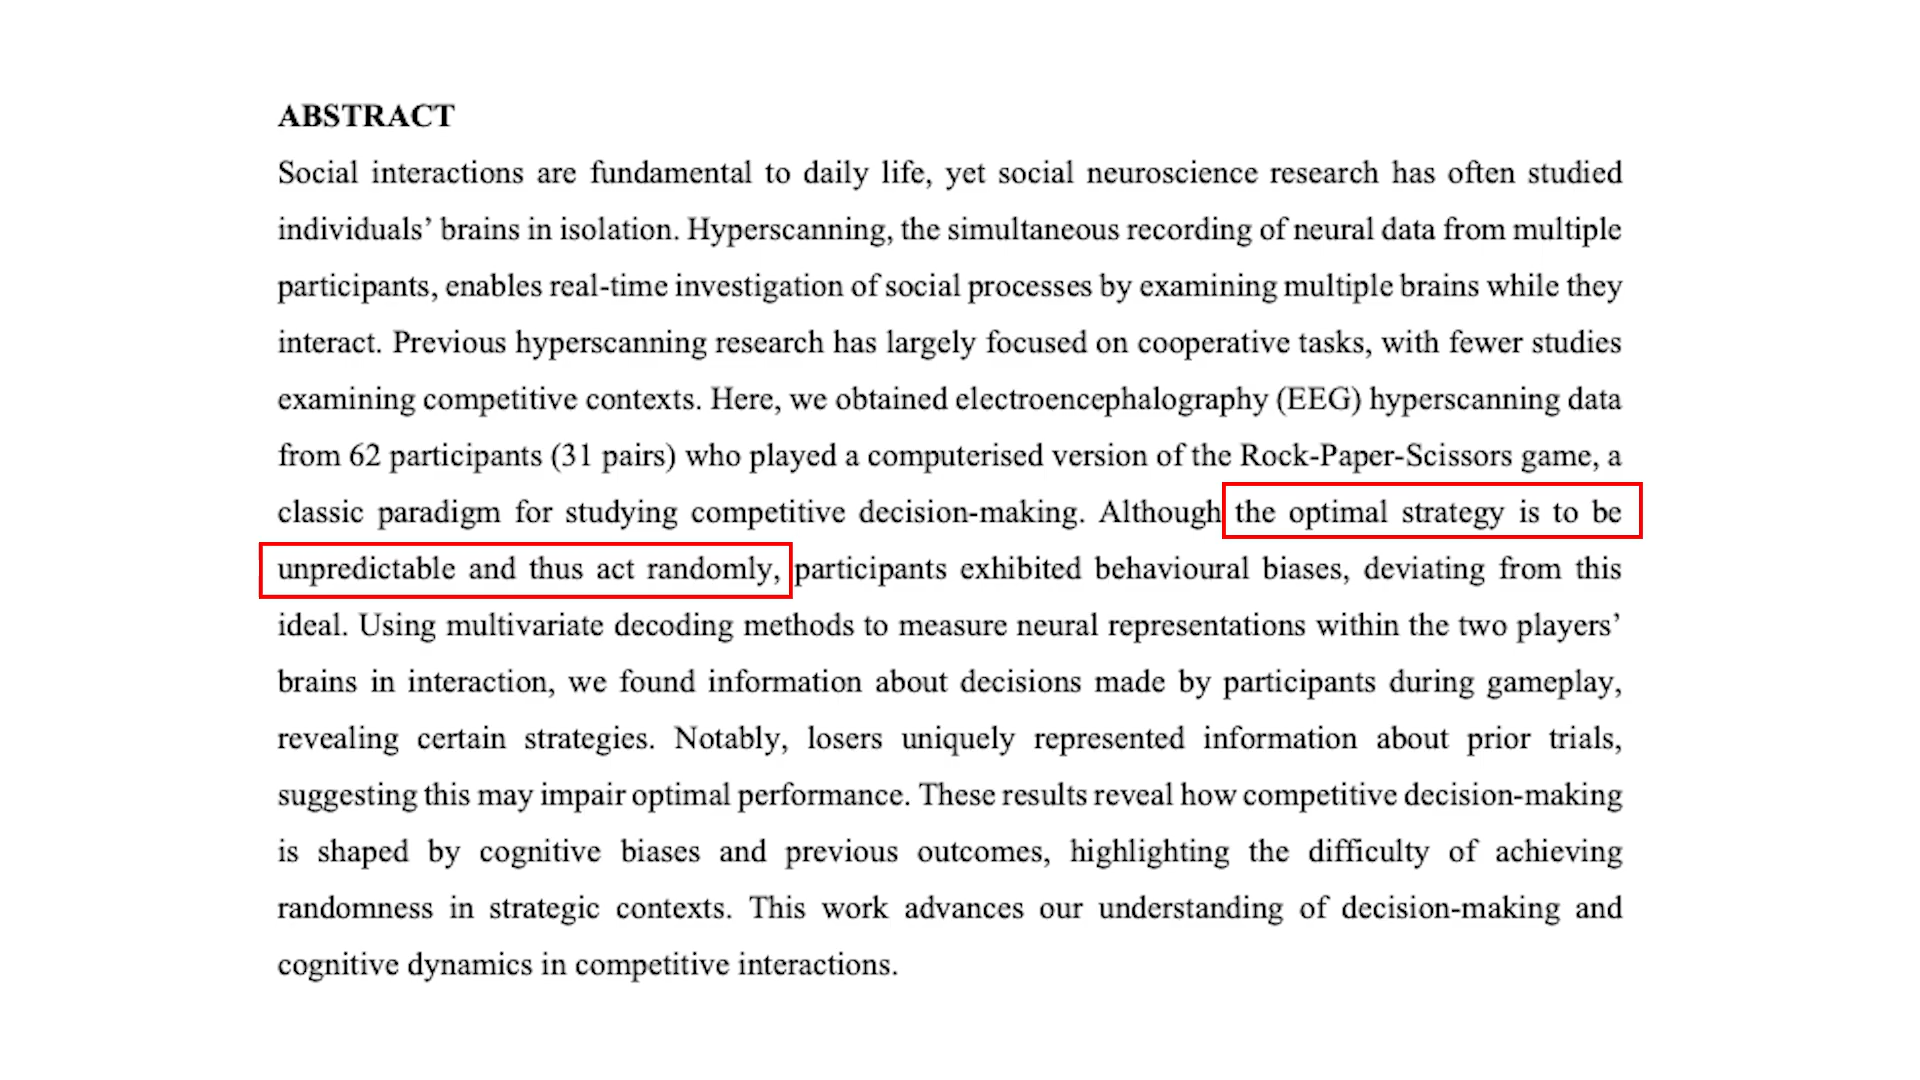 ABSTRACT
Social interactions are fundamental to daily life, yet social neuroscience research has often studied
individuals’ brains in isolation. Hyperscanning, the simultaneous recording of neural data from multiple
participants, enables real-time investigation of social processes by examining multiple brains while they
interact. Previous hyperscanning research has largely focused on cooperative tasks, with fewer studies
examining competitive contexts. Here, we obtained electroencephalography (EEG) hyperscanning data
from 62 participants (31 pairs) who played a computerised version of the Rock-Paper-Scissors game, a
classic paradigm for studying competitive decision-making. Although the optimal strategy is to be
unpredictable and thus act randomly, participants exhibited behavioural biases, deviating from this
ideal. Using multivariate decoding methods to measure neural representations within the two players’
brains in interaction, we found information about decisions made by participants during gameplay,
revealing certain strategies. Notably, losers uniquely represented information about prior trials,
suggesting this may impair optimal performance. These results reveal how competitive decision-making
is shaped by cognitive biases and previous outcomes, highlighting the difficulty of achieving
randomness in strategic contexts. This work advances our understanding of decision-making and
cognitive dynamics in competitive interactions.